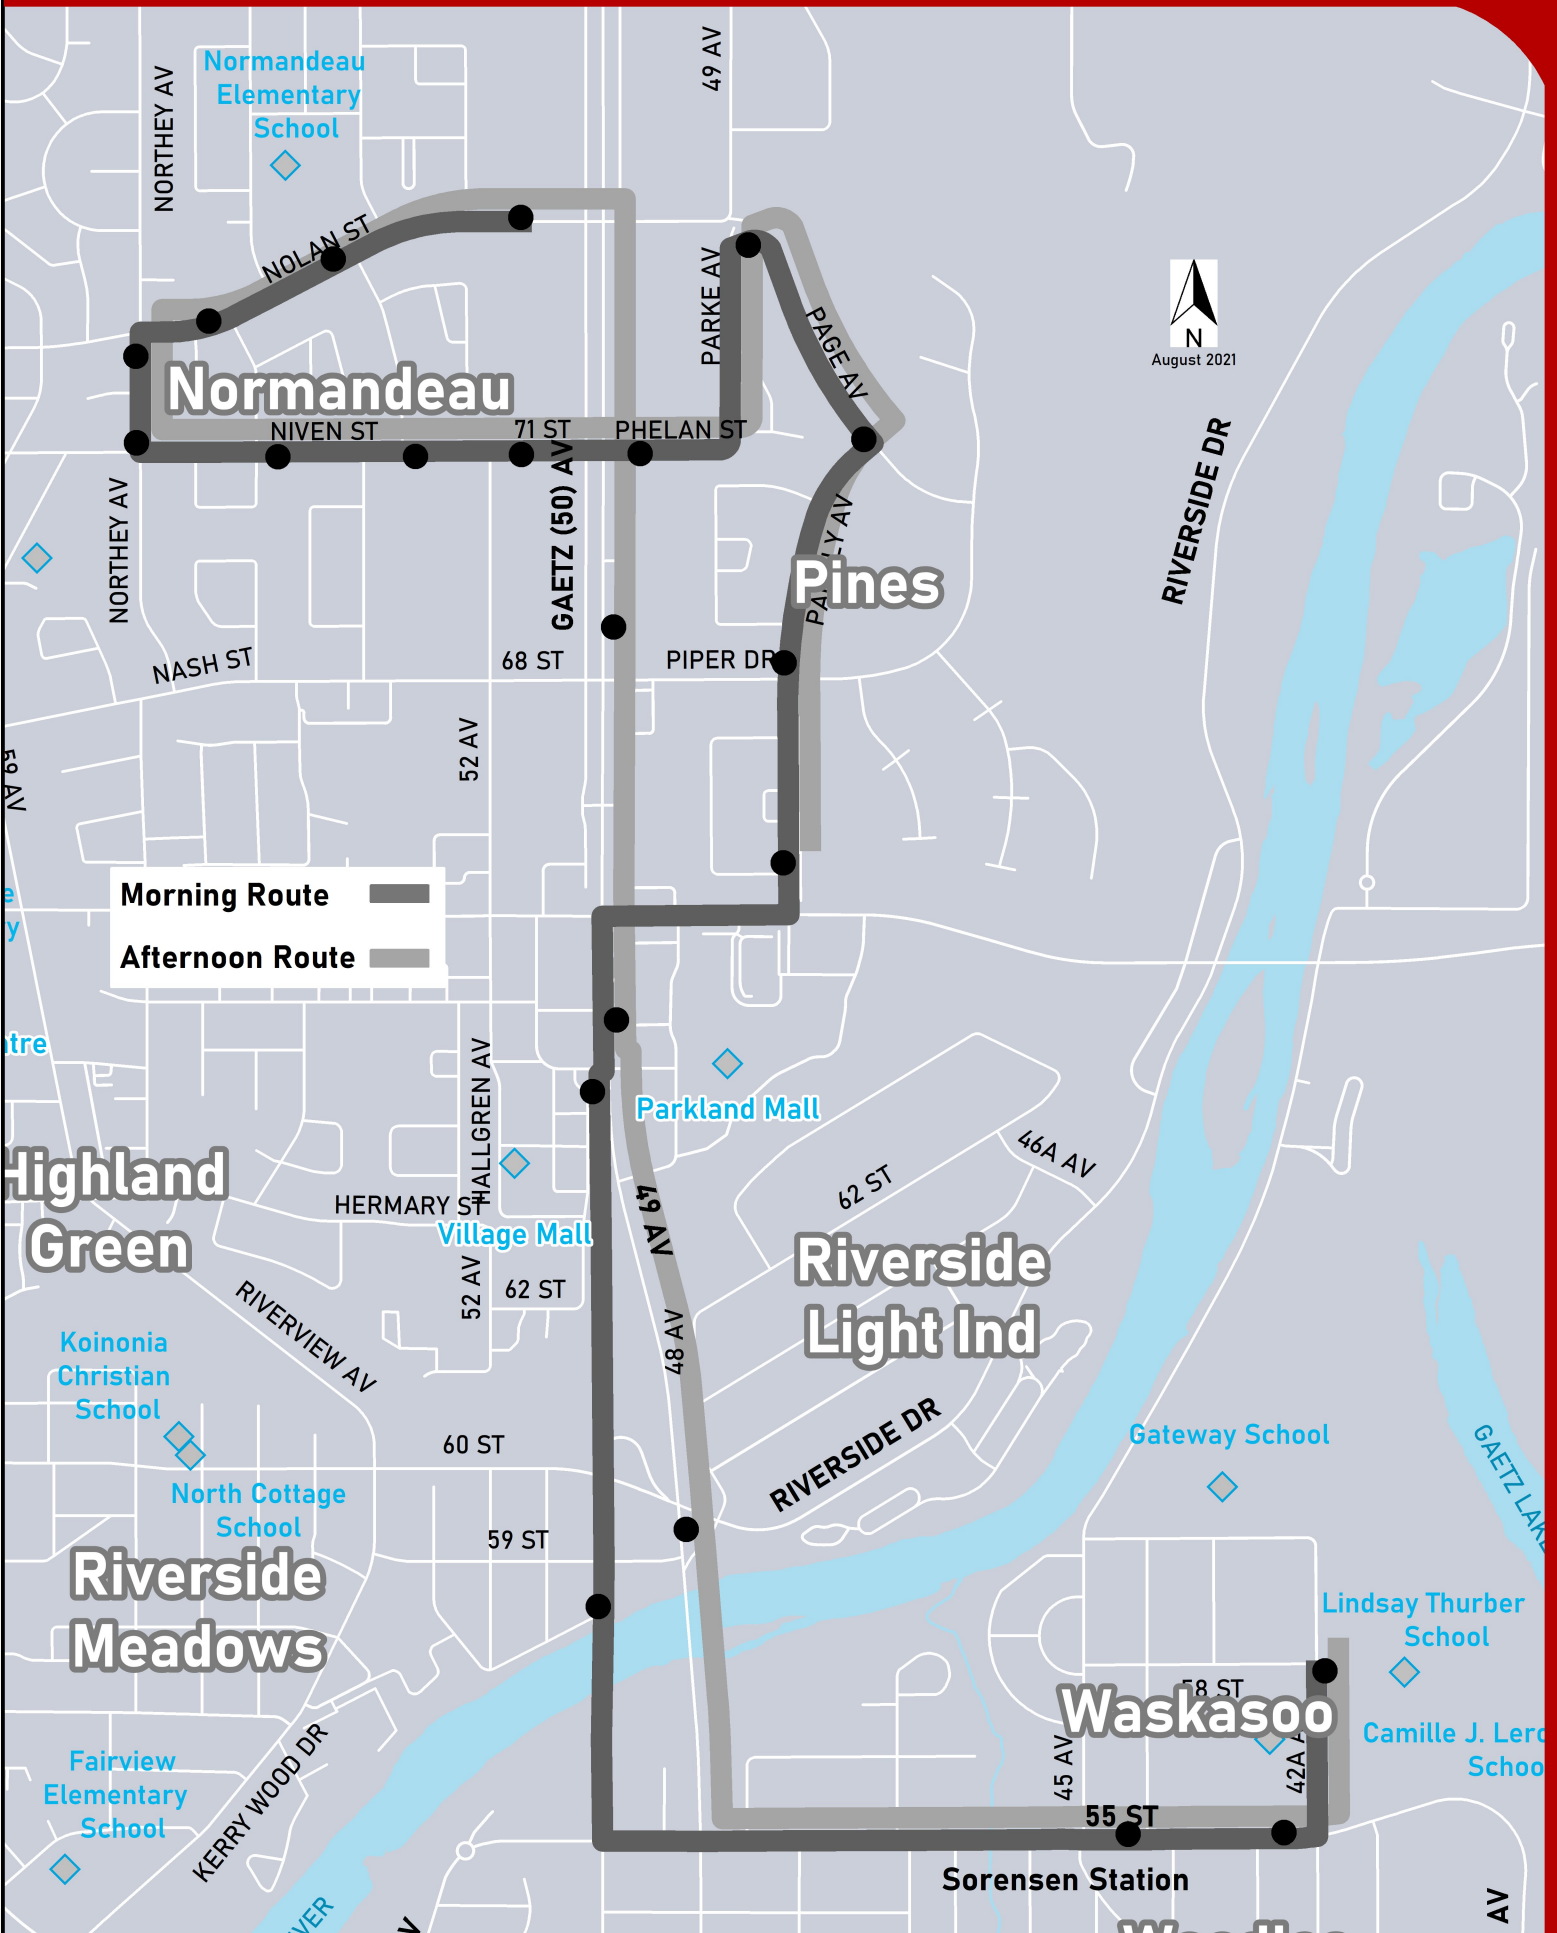 49 AV
Normandeau
Elementary
School
NORTHEY AV
NOLAN ST
PARKE AV
PAGE AV
N
August 2021
Normandeau
NIVEN ST
71 ST
PHELAN ST
GAETZ (50) AV
NORTHEY AV
RIVERSIDE DR
Pines
NASH ST
68 ST
PIPER DR
52 AV
59 AV
Morning Route
Afternoon Route
HALLGREN AV
Parkland Mall
46A AV
62 ST
Highland
Green
HERMARY ST
Village Mall
49 AV
Riverside
Light Ind
52 AV
62 ST
RIVERVIEW AV
48 AV
Koinonia
Christian
School
RIVERSIDE DR
60 ST
Gateway School
North Cottage
School
59 ST
Riverside
Meadows
Lindsay Thurber
School
58 ST
Waskasoo
Camille J.
45 AV
42A
Fairview
Elementary
School
KERRY WOOD DR
55 ST
Sorensen Station
AV
GAETZ